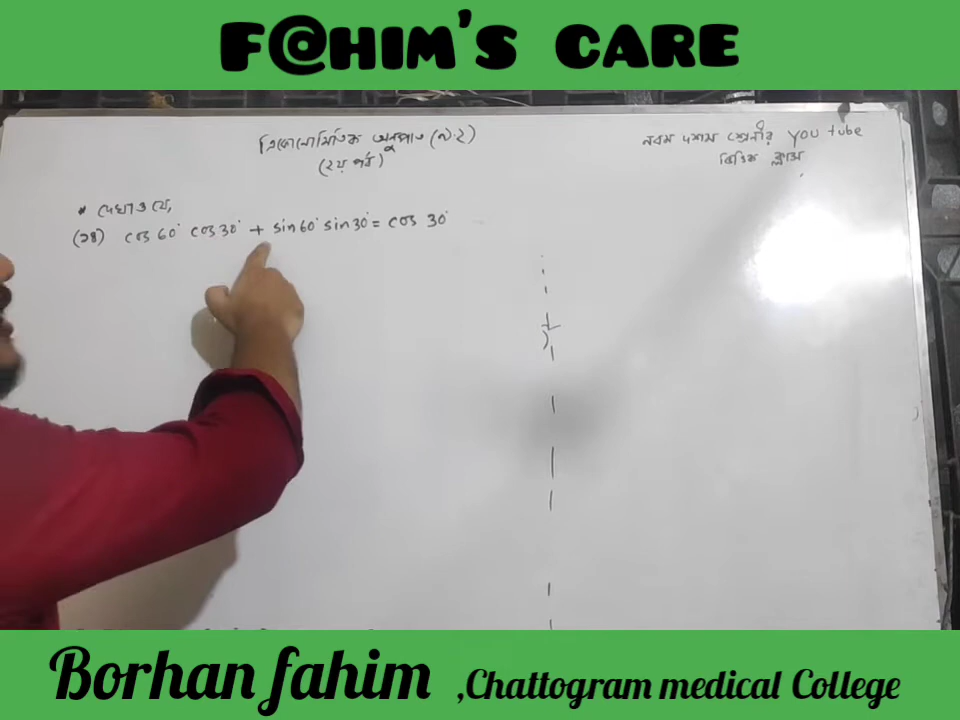 F@HIM'S CARE
ত্রিকোনোমিতিক অনুপাত (৯.২)
(২য় পর্ব)
নবম দশম শ্রেনীর You tube
ভিত্তিক ক্লাস
* দেখাও যে,
(১৪) cos 60° cos 30° + sin 60° sin 30° = cos 30°
Borhan fahim ,Chattogram medical College